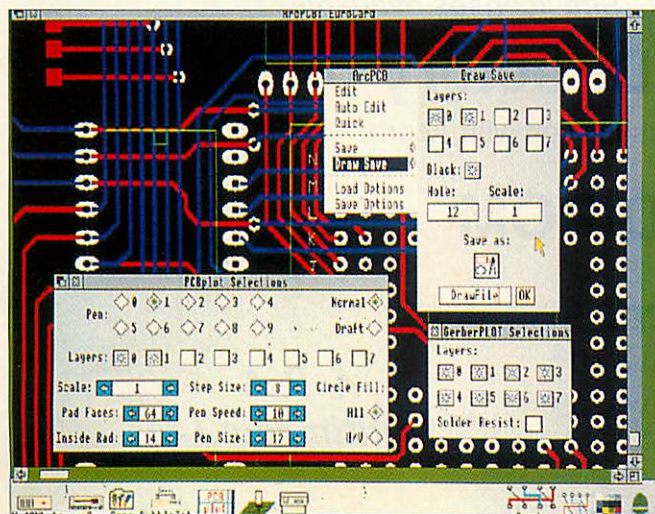 ArcPLOT EuroCard
ArcPCB
Edit
Auto Edit
Quick
Save
Draw Save
Load Options
Save Options
Draw Save
Layers:
0 1 2 3
4 5 6 7
Black:
Hole: Scale:
12 1
Save as:
DrawFile OK
N
M
L
K
J
PCBplot Selections
Pen: 0 1 2 3 4 Normal
5 6 7 8 9 Draft
Layers: 0 1 2 3 4 5 6 7
Scale: 1 Step Size: 8 Circle Fill:
Pad Faces: 64 Pen Speed: 10 All
Inside Rad: 14 Pen Size: 12 H/V
GerberPLOT Selections
Layers:
0 1 2 3
4 5 6 7
Solder Resist:
PCB